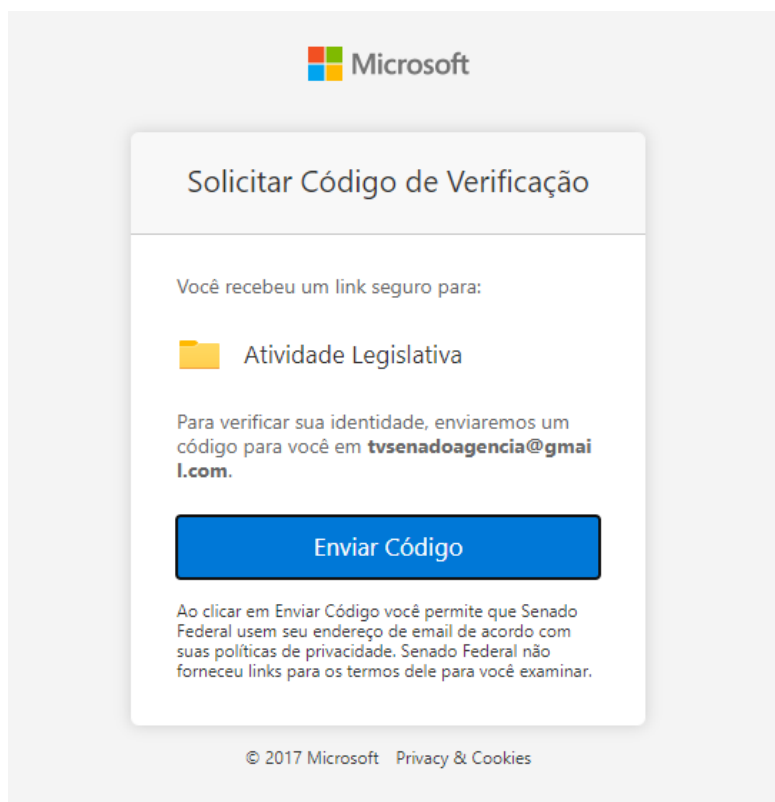 Microsoft
Solicitar Código de Verificação
Você recebeu um link seguro para:
Atividade Legislativa
Para verificar sua identidade, enviaremos um
código para você em tvsenadoagencia@gmai
l.com.
Enviar Código
Ao clicar em Enviar Código você permite que Senado
Federal usem seu endereço de email de acordo com
suas políticas de privacidade. Senado Federal não
forneceu links para os termos dele para você examinar.
© 2017 Microsoft Privacy & Cookies